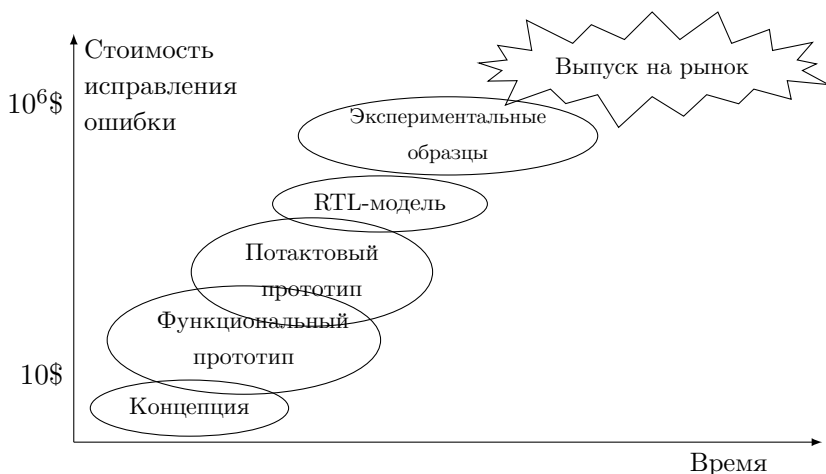 Стоимость
исправления
ошибки
10⁶$
Выпуск на рынок
Экспериментальные
образцы
RTL-модель
Потактовый
прототип
Функциональный
прототип
10$
Концепция
Время